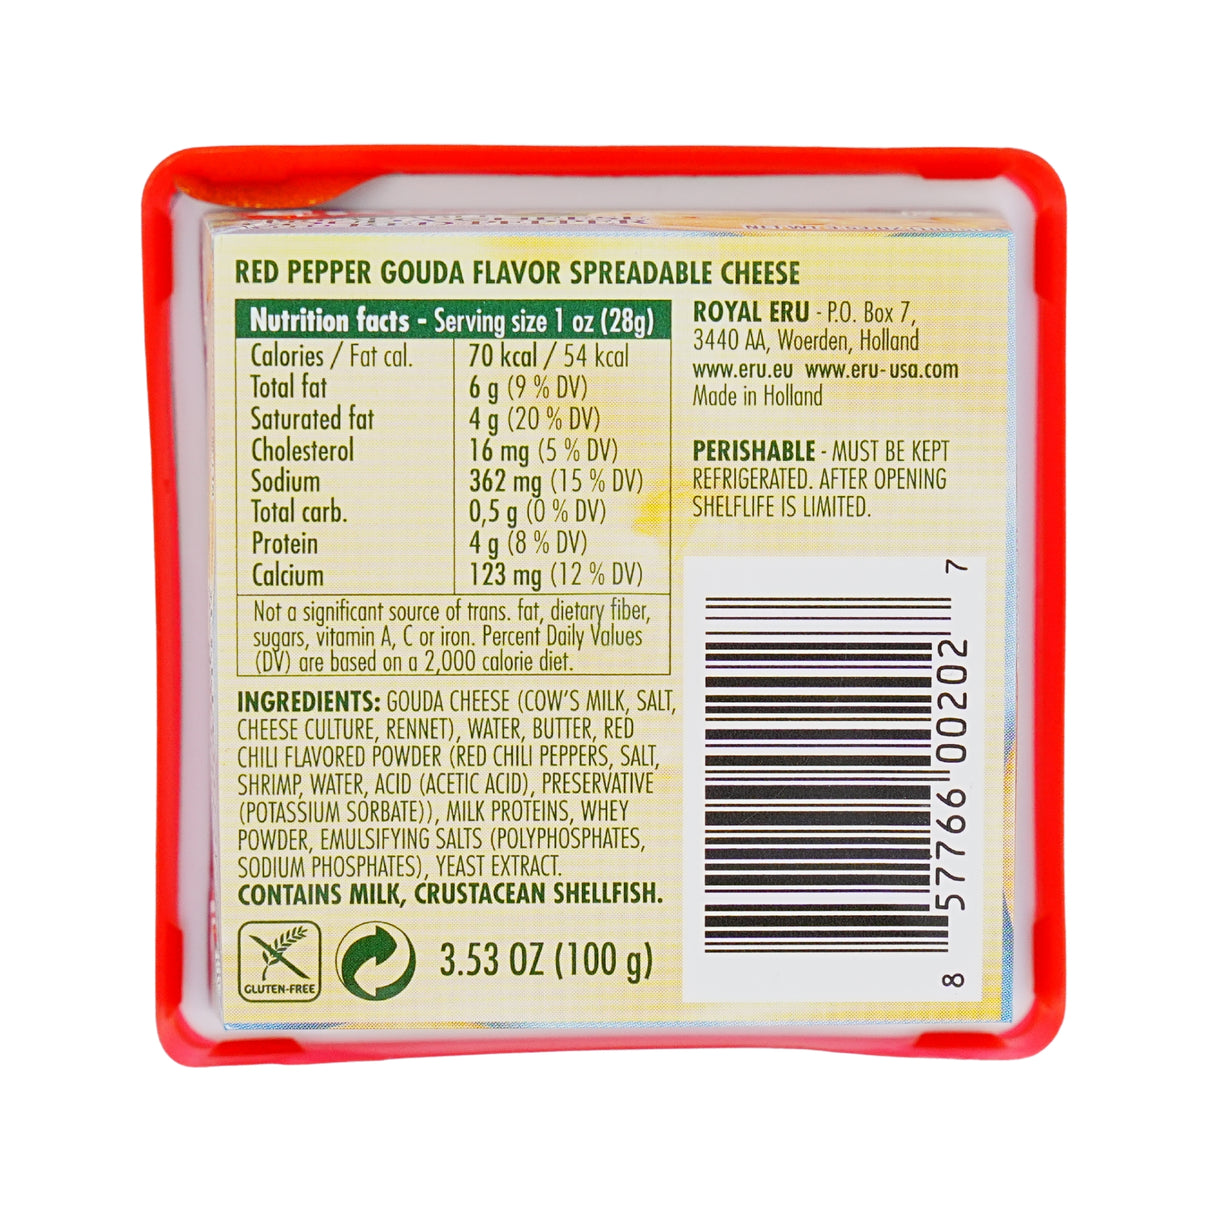 RED PEPPER GOUDA FLAVOR SPREADABLE CHEESE
Nutrition facts - Serving size 1 oz (28g)
Calories / Fat cal. 70 kcal / 54 kcal
Total fat 6 g (9 % DV)
Saturated fat 4 g (20 % DV)
Cholesterol 16 mg (5 % DV)
Sodium 362 mg (15 % DV)
Total carb. 0,5 g (0 % DV)
Protein 4 g (8 % DV)
Calcium 123 mg (12 % DV)
Not a significant source of trans. fat, dietary fiber,
sugars, vitamin A, C or iron. Percent Daily Values
(DV) are based on a 2,000 calorie diet.
INGREDIENTS: GOUDA CHEESE (COW'S MILK, SALT,
CHEESE CULTURE, RENNET), WATER, BUTTER, RED
CHILI FLAVORED POWDER (RED CHILI PEPPERS, SALT,
SHRIMP, WATER, ACID (ACETIC ACID), PRESERVATIVE
(POTASSIUM SORBATE)), MILK PROTEINS, WHEY
POWDER, EMULSIFYING SALTS (POLYPHOSPHATES,
SODIUM PHOSPHATES), YEAST EXTRACT.
CONTAINS MILK, CRUSTACEAN SHELLFISH.
GLUTEN-FREE
3.53 OZ (100 g)
ROYAL ERU - P.O. Box 7,
3440 AA, Woerden, Holland
www.eru.eu www.eru-usa.com
Made in Holland
PERISHABLE - MUST BE KEPT
REFRIGERATED. AFTER OPENING
SHELFLIFE IS LIMITED.
8 57766 00202 7